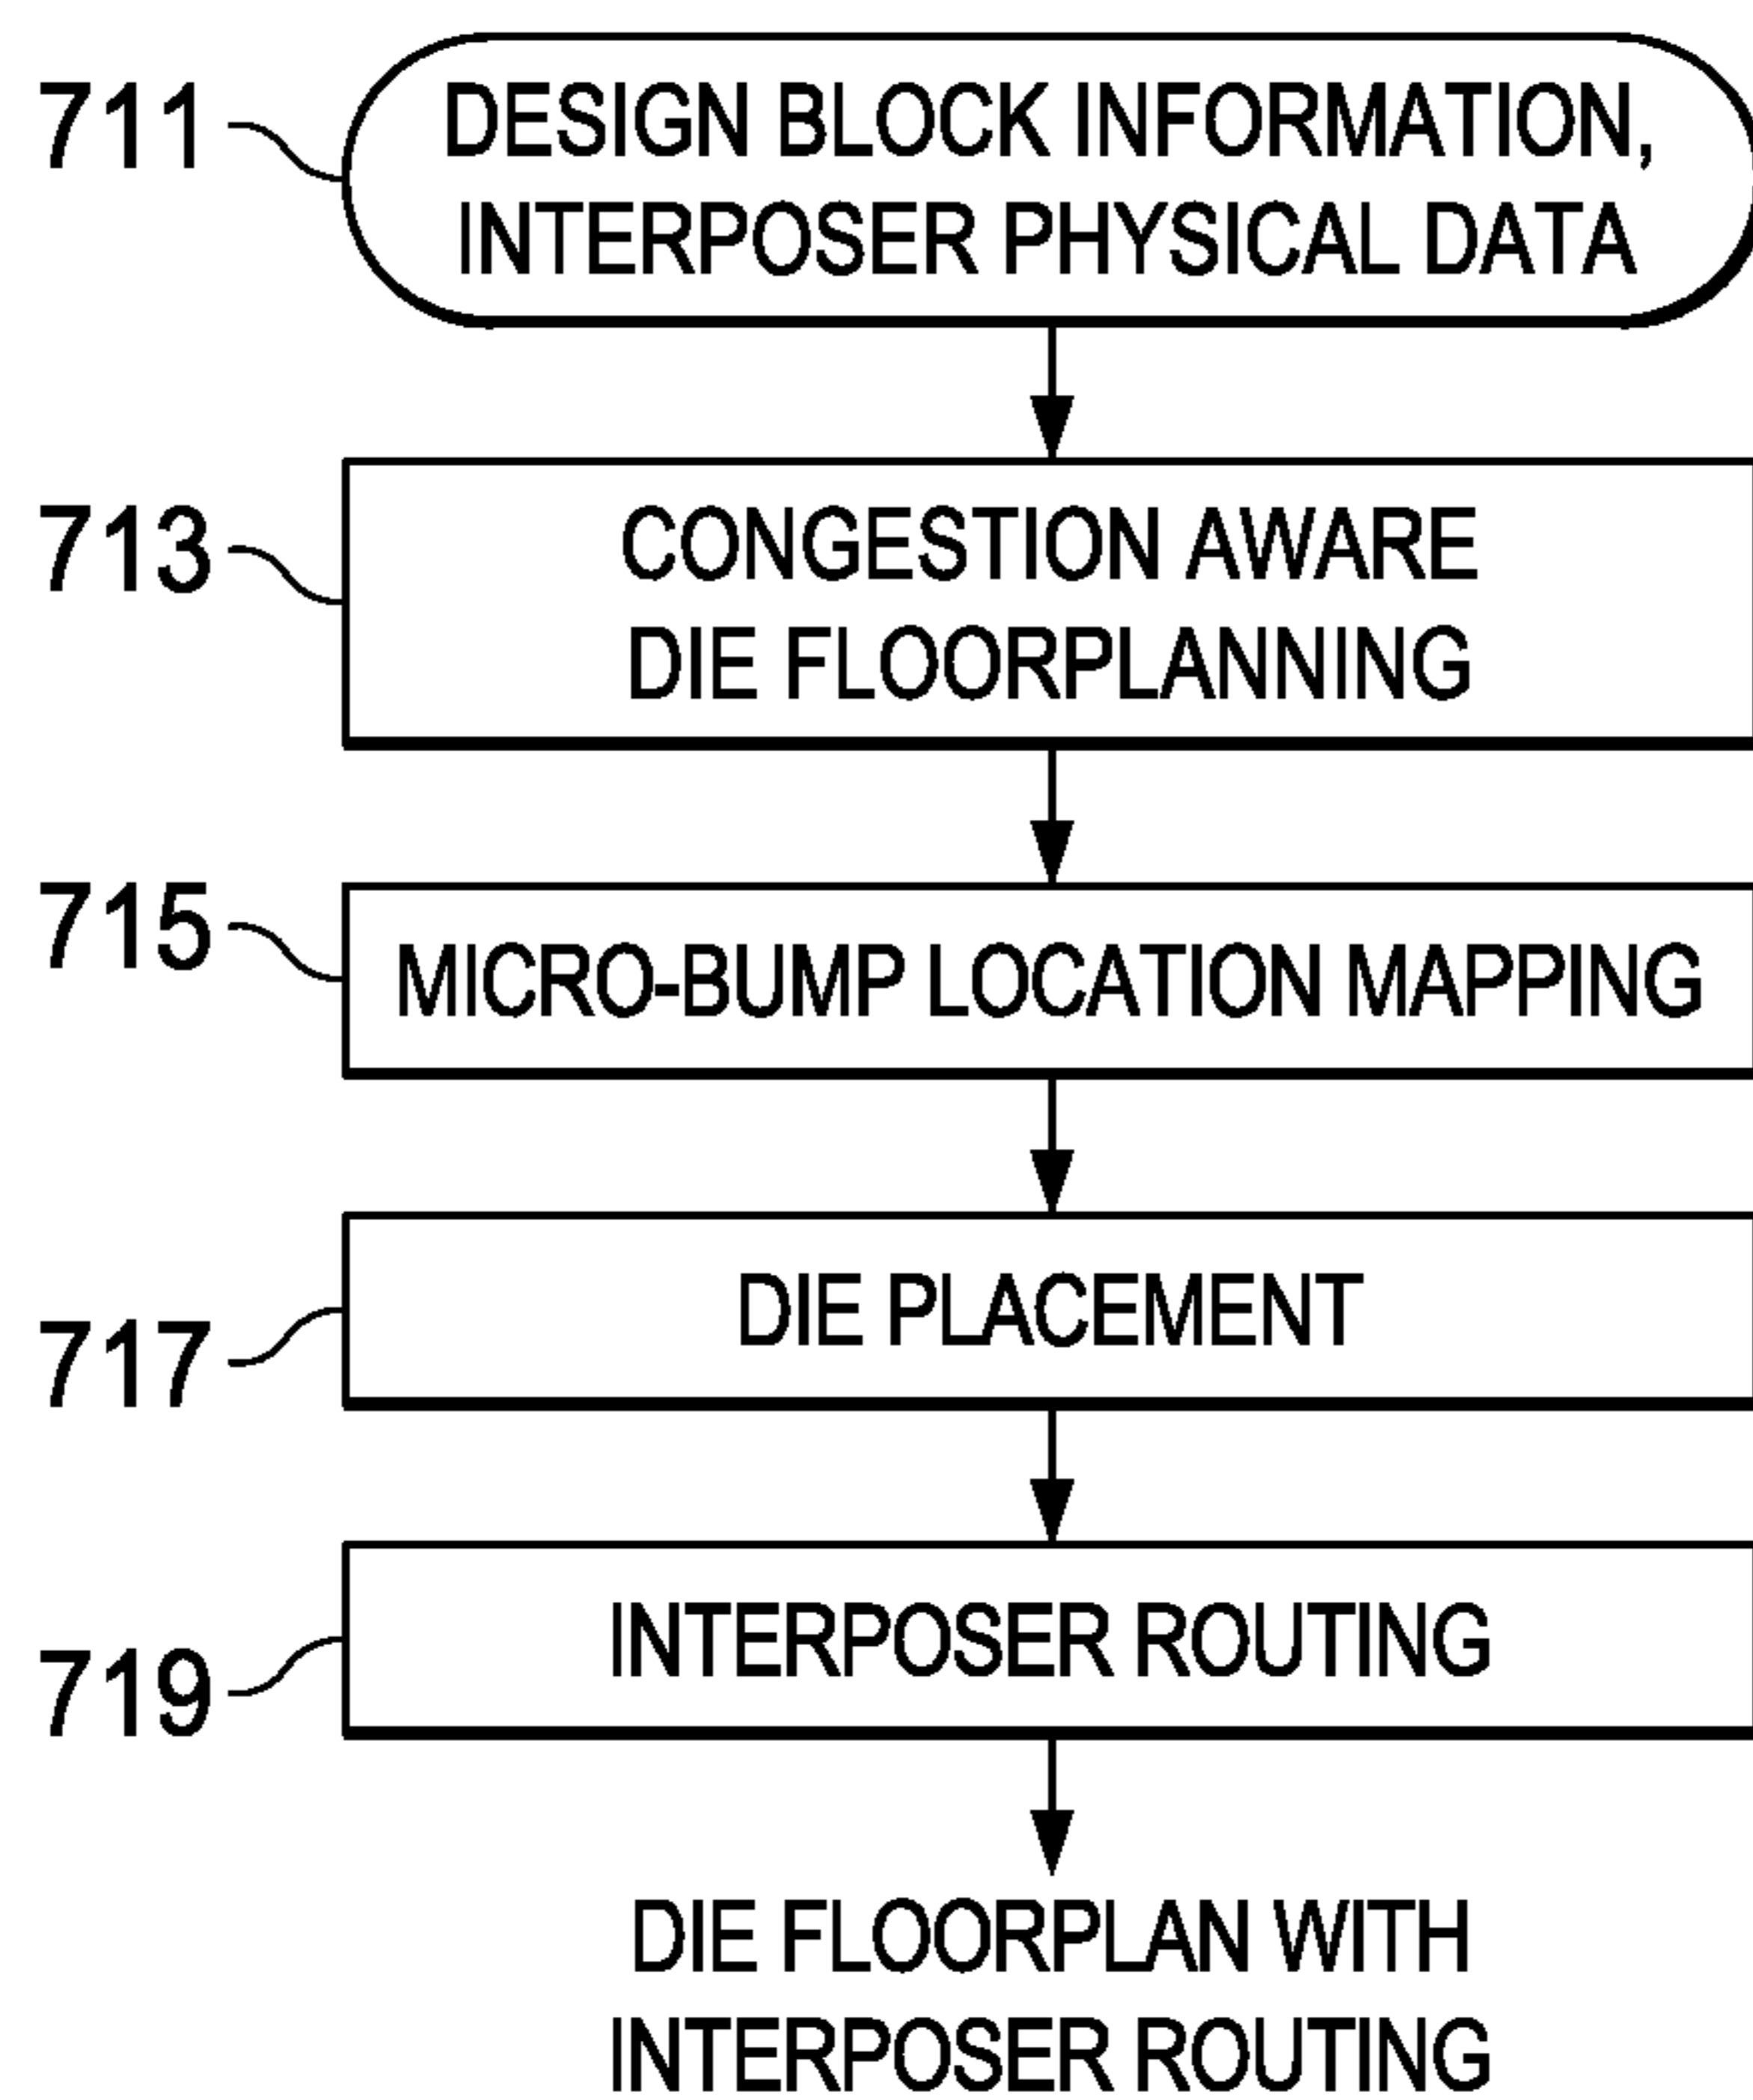 711
DESIGN BLOCK INFORMATION,
INTERPOSER PHYSICAL DATA
713
CONGESTION AWARE
DIE FLOORPLANNING
715
MICRO-BUMP LOCATION MAPPING
717
DIE PLACEMENT
719
INTERPOSER ROUTING
DIE FLOORPLAN WITH
INTERPOSER ROUTING